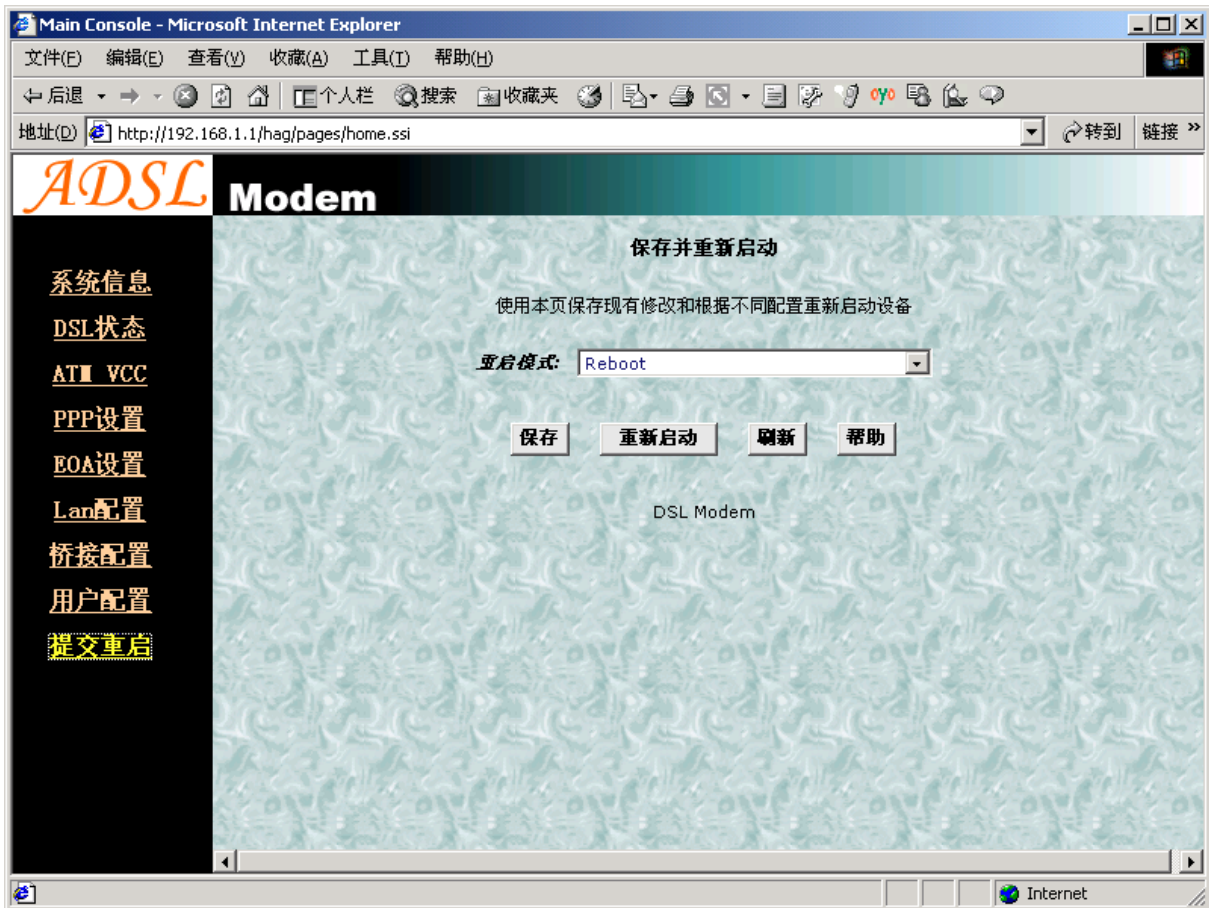 Main Console - Microsoft Internet Explorer
文件(F) 编辑(E) 查看(V) 收藏(A) 工具(T) 帮助(H)
后退 个人栏 搜索 收藏夹 oyo
地址(D) http://192.168.1.1/hag/pages/home.ssi 转到 链接 »
ADSL Modem
系统信息
DSL状态
ATM VCC
PPP设置
EOA设置
Lan配置
桥接配置
用户配置
提交重启
保存并重新启动
使用本页保存现有修改和根据不同配置重新启动设备
重启模式: Reboot
保存 重新启动 刷新 帮助
DSL Modem
Internet